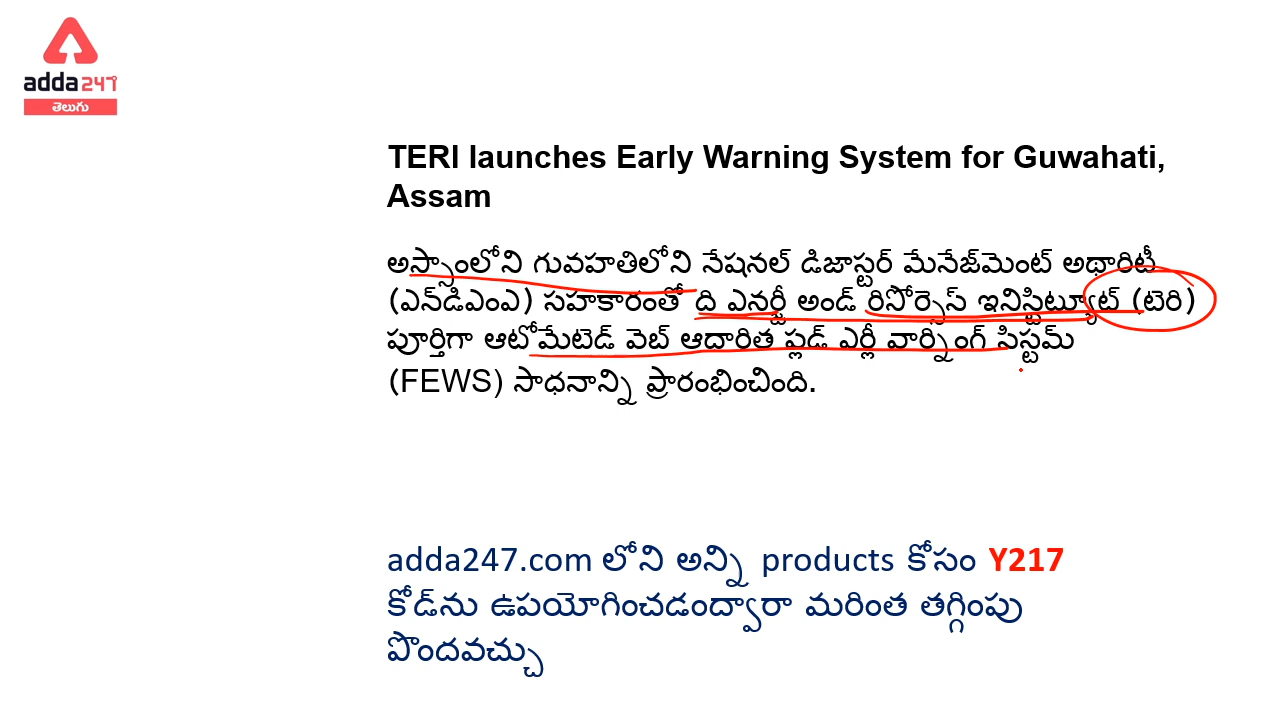 adda247
తెలుగు
TERI launches Early Warning System for Guwahati,
Assam
అస్సాంలోని గువహతిలోని నేషనల్ డిజాస్టర్ మేనేజ్‌మెంట్ అథారిటీ
(ఎన్‌డిఎంఎ) సహకారంతో ది ఎనర్జీ అండ్ రిసోర్సెస్ ఇనిస్టిట్యూట్ (టెరి)
పూర్తిగా ఆటోమేటెడ్ వెబ్ ఆదారిత ప్లడ్ ఎర్లీ వార్నింగ్ సిస్టమ్
(FEWS) సాధనాన్ని ప్రారంభించింది.
adda247.com లోని అన్ని products కోసం Y217
కోడ్‌ను ఉపయోగించడంద్వారా మరింత తగ్గింపు
పొందవచ్చు